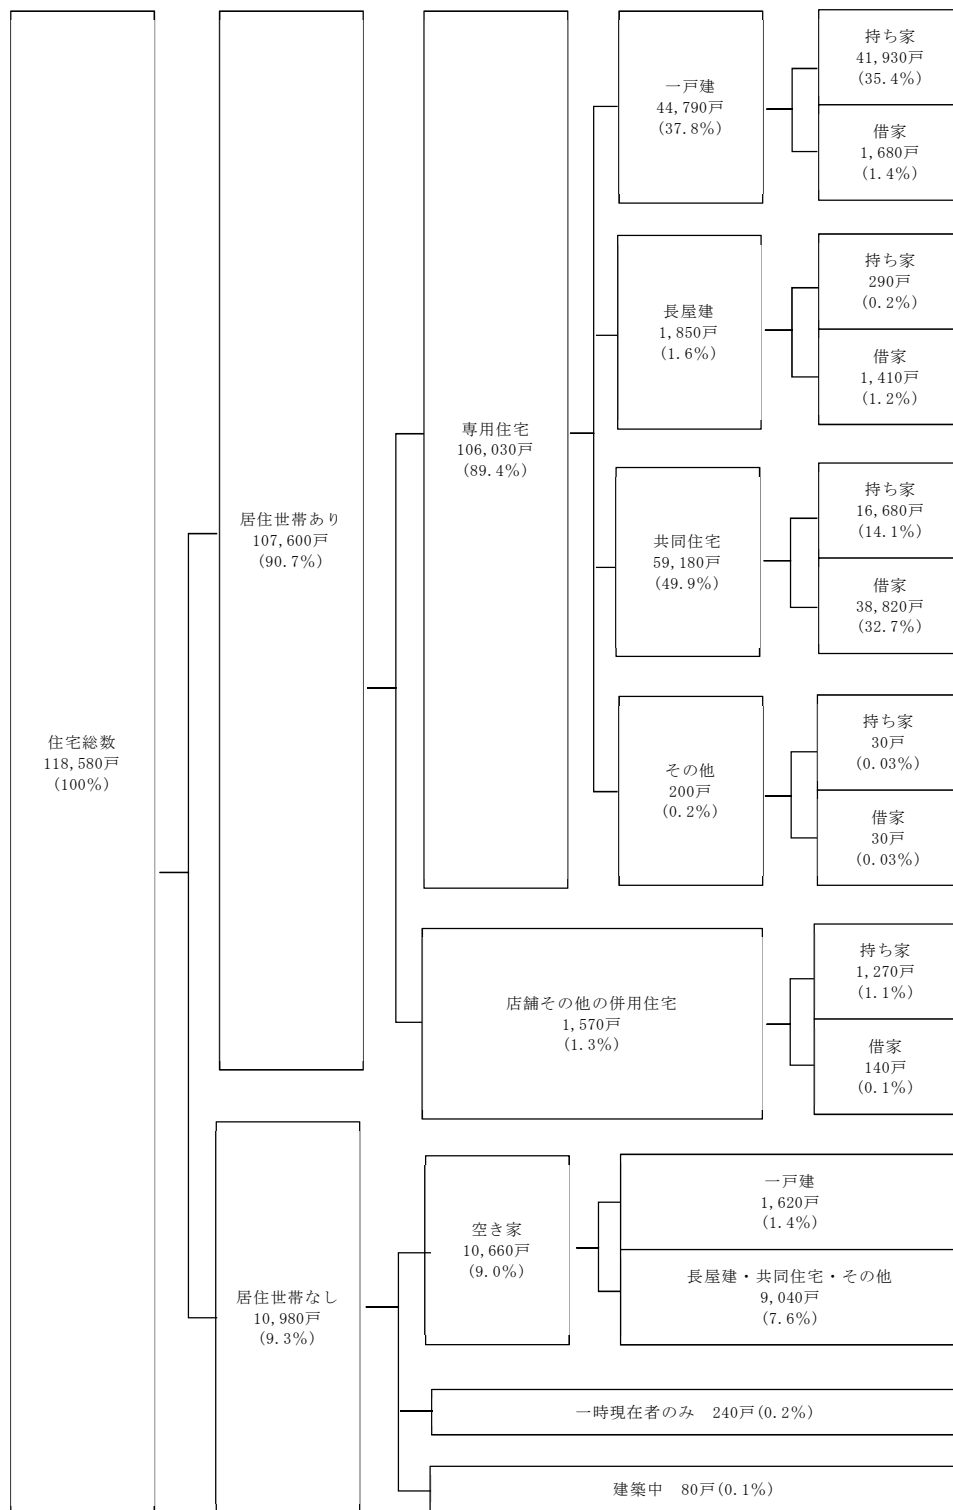 住宅総数
118,580戸
(100%)
居住世帯あり
107,600戸
(90.7%)
専用住宅
106,030戸
(89.4%)
一戸建
44,790戸
(37.8%)
持ち家
41,930戸
(35.4%)
借家
1,680戸
(1.4%)
長屋建
1,850戸
(1.6%)
持ち家
290戸
(0.2%)
借家
1,410戸
(1.2%)
共同住宅
59,180戸
(49.9%)
持ち家
16,680戸
(14.1%)
借家
38,820戸
(32.7%)
その他
200戸
(0.2%)
持ち家
30戸
(0.03%)
借家
30戸
(0.03%)
店舗その他の併用住宅
1,570戸
(1.3%)
持ち家
1,270戸
(1.1%)
借家
140戸
(0.1%)
居住世帯なし
10,980戸
(9.3%)
空き家
10,660戸
(9.0%)
一戸建
1,620戸
(1.4%)
長屋建・共同住宅・その他
9,040戸
(7.6%)
一時現在者のみ　240戸(0.2%)
建築中　80戸(0.1%)